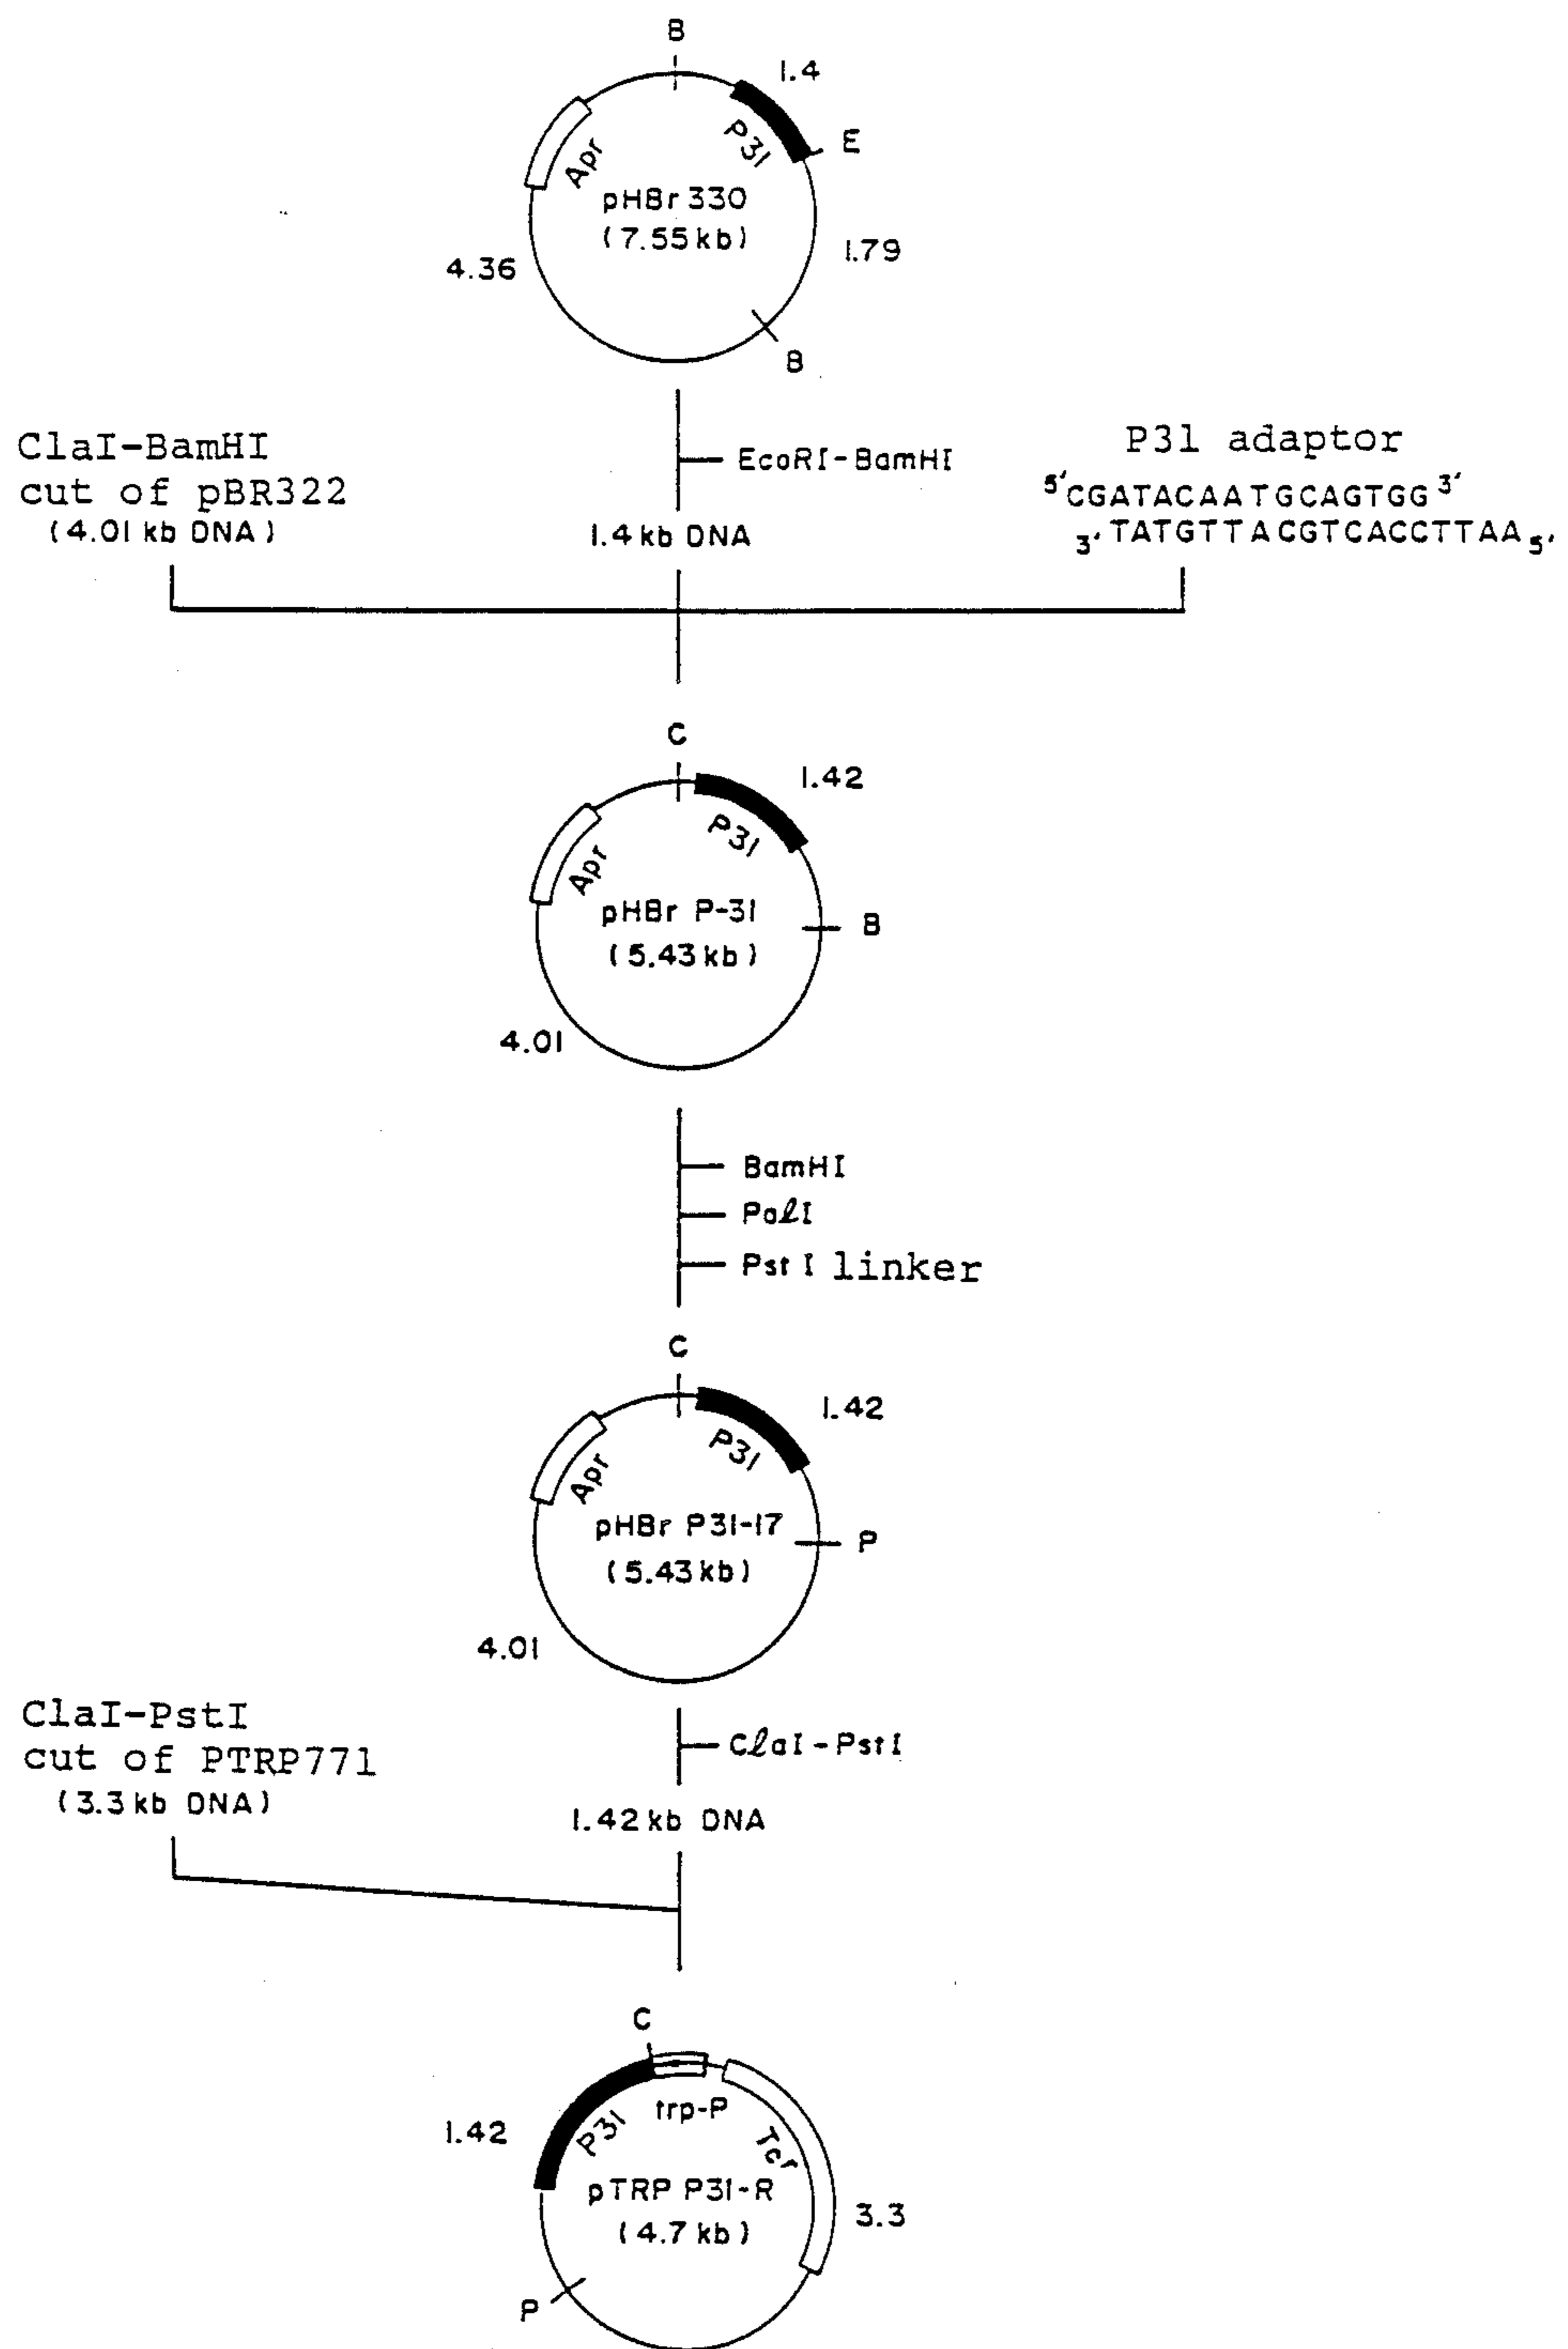 B
1.4
P31
E
Apr
pHBr 330
(7.55 kb)
4.36
1.79
B
ClaI-BamHI
cut of pBR322
(4.01 kb DNA)
EcoRI-BamHI
1.4 kb DNA
P31 adaptor
5'CGATACAATGCAGTGG3'
3'TATGTTACGTCACCTTAA5'
C
1.42
P31
Apr
pHBr P-31
(5.43 kb)
B
4.01
BamHI
PolI
Pst I linker
C
1.42
P31
Apr
pHBr P31-17
(5.43 kb)
P
4.01
ClaI-PstI
cut of PTRP771
(3.3 kb DNA)
ClaI-PstI
1.42 kb DNA
C
trp-P
1.42
P31
Tcr
pTRP P31-R
(4.7 kb)
3.3
P